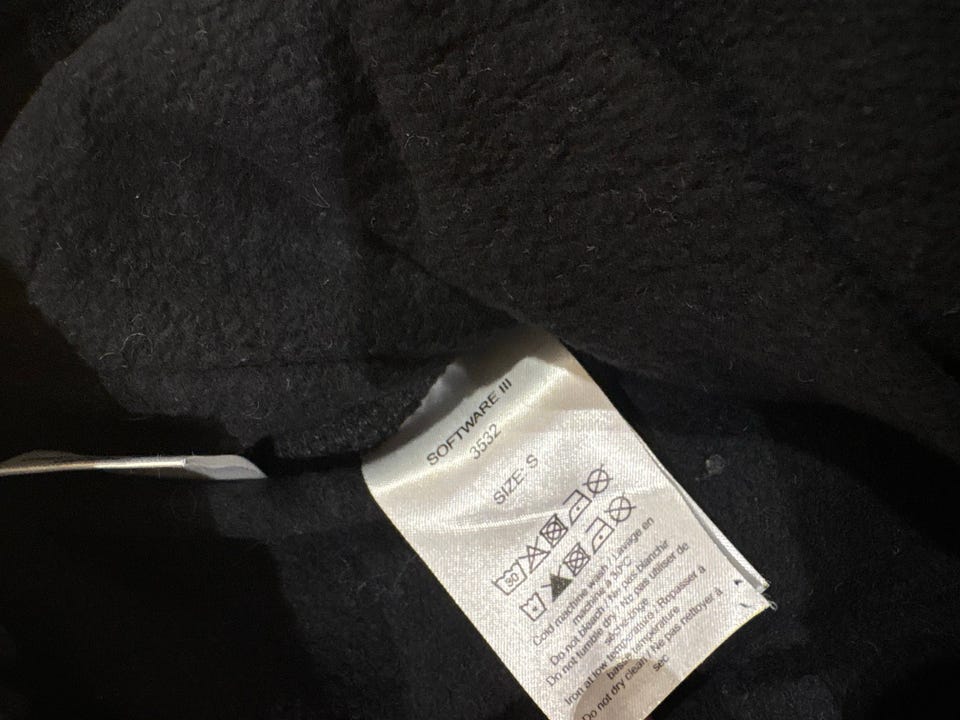 SOFTWARE III
3532
SIZE: S
30
Cold machine wash / Lavage en
machine à 30°C
Do not bleach / Ne pas blanchir
Do not tumble dry / NE pas utiliser de
sèche-linge
Iron at low temperature / Repasser à
basse température
Do not dry clean / Ne pas nettoyer à
sec